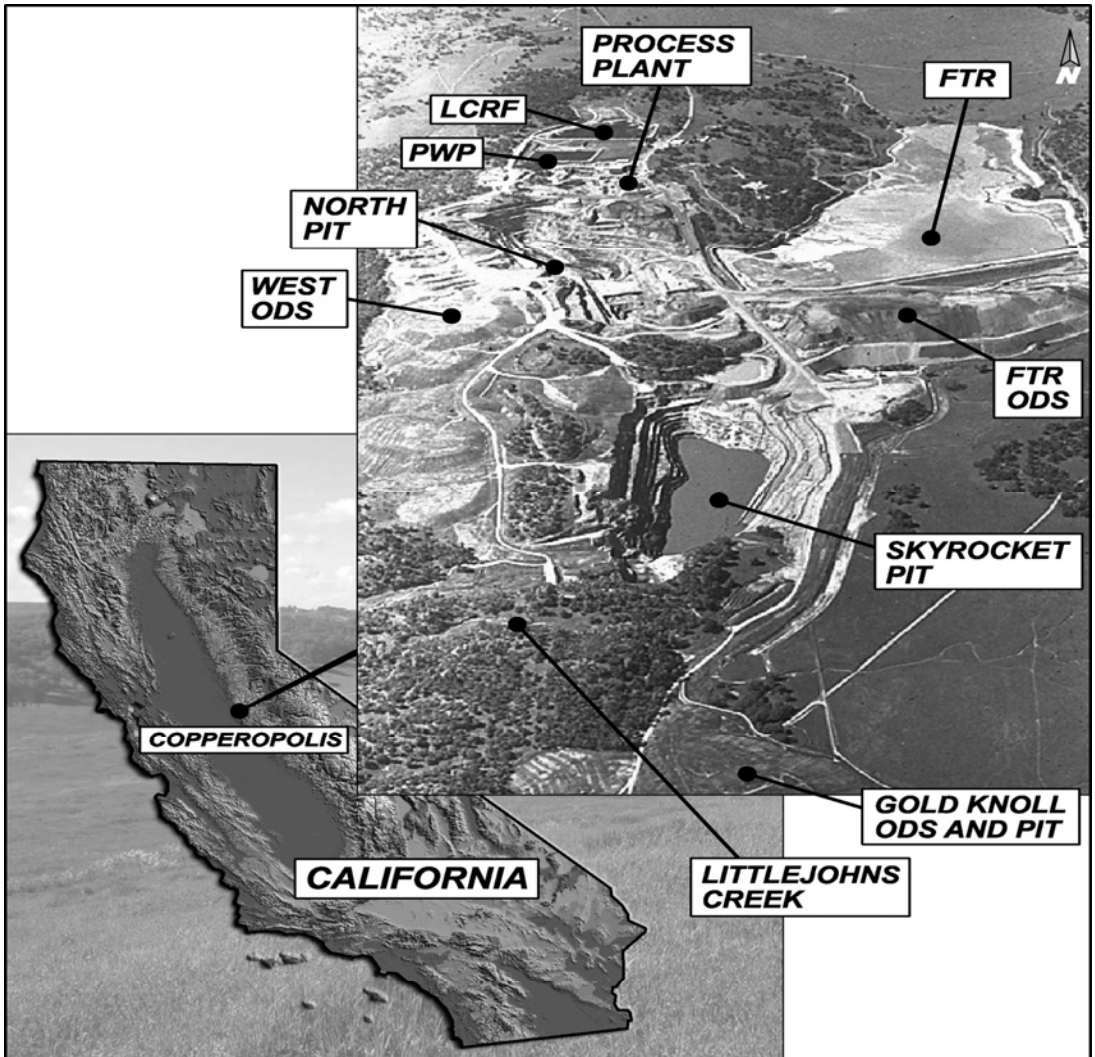 PROCESS
PLANT
FTR
LCRF
PWP
N
NORTH
PIT
WEST
ODS
FTR
ODS
SKYROCKET
PIT
COPPEROPOLIS
GOLD KNOLL
ODS AND PIT
CALIFORNIA
LITTLEJOHNS
CREEK